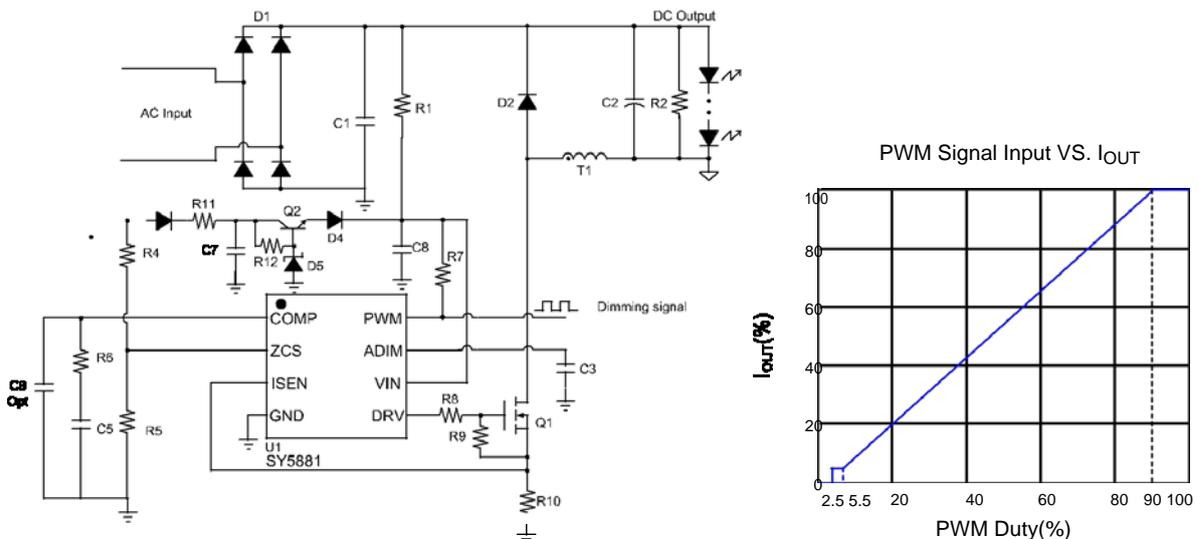 D1
DC Output
AC Input
C1
R1
D2
C2
R2
T1
R11
Q2
R4
C7
R12
D4
D5
C8
R7
Dimming signal
COMP
PWM
ZCS
ADIM
ISEN
VIN
GND
DRV
R6
C9
Opt
C5
R5
C3
R8
R9
Q1
U1
SY5881
R10
PWM Signal Input VS. IOUT
100
80
60
40
20
0
IOUT(%)
2.5 5.5 20 40 60 80 90 100
PWM Duty(%)